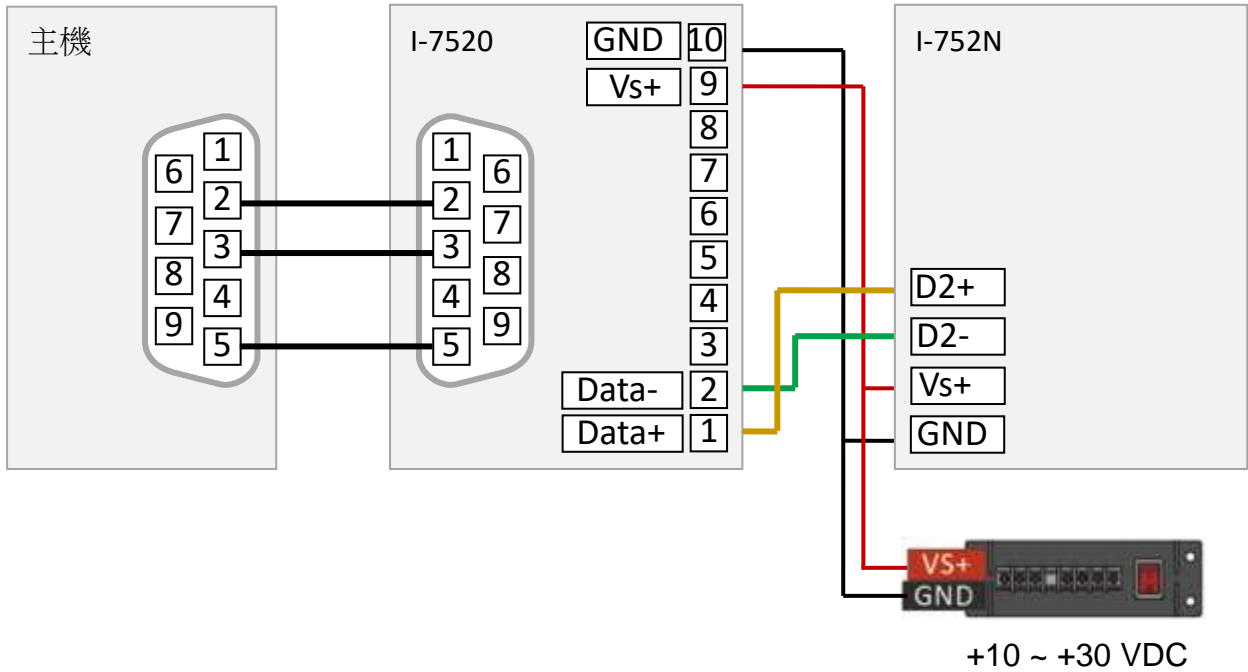 主機
1
6
2
7
3
8
4
9
5
I-7520
1
6
2
7
3
8
4
9
5
GND 10
Vs+ 9
8
7
6
5
4
3
Data- 2
Data+ 1
I-752N
D2+
D2-
Vs+
GND
VS+
GND
+10 ~ +30 VDC